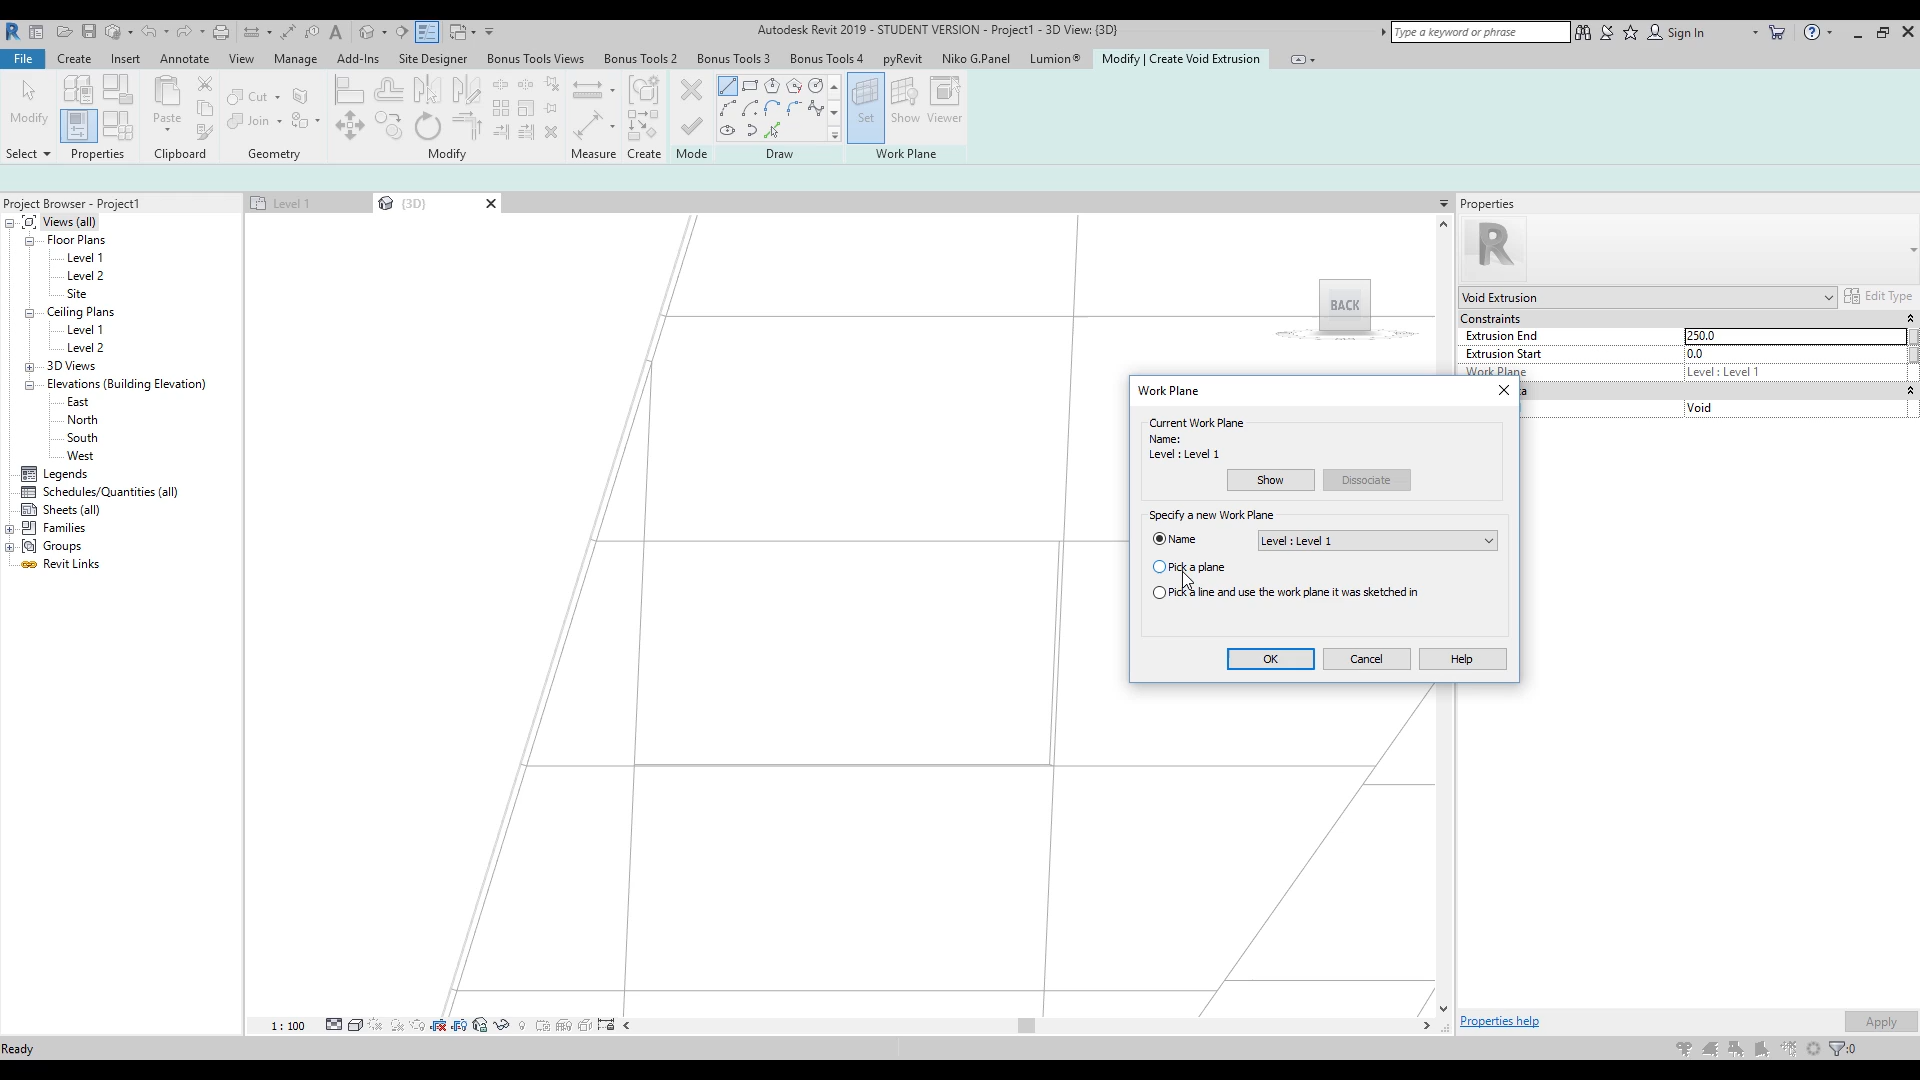 Autodesk Revit 2019 - STUDENT VERSION - Project1 - 3D View: {3D}
Type a keyword or phrase
Sign In
File
Create
Insert
Annotate
View
Manage
Add-Ins
Site Designer
Bonus Tools Views
Bonus Tools 2
Bonus Tools 3
Bonus Tools 4
pyRevit
Niko G.Panel
Lumion®
Modify | Create Void Extrusion
Modify
Paste
Cut
Join
Set
Show
Viewer
Select
Properties
Clipboard
Geometry
Modify
Measure
Create
Mode
Draw
Work Plane
Project Browser - Project1
Views (all)
Floor Plans
Level 1
Level 2
Site
Ceiling Plans
Level 1
Level 2
3D Views
Elevations (Building Elevation)
East
North
South
West
Legends
Schedules/Quantities (all)
Sheets (all)
Families
Groups
Revit Links
Level 1
{3D}
BACK
Work Plane
Current Work Plane
Name:
Level : Level 1
Show
Dissociate
Specify a new Work Plane
Name
Level : Level 1
Pick a plane
Pick a line and use the work plane it was sketched in
OK
Cancel
Help
Properties
R
Void Extrusion
Edit Type
Constraints
Extrusion End
250.0
Extrusion Start
0.0
Work Plane
Level : Level 1
Void
Properties help
Apply
1 : 100
Ready
:0